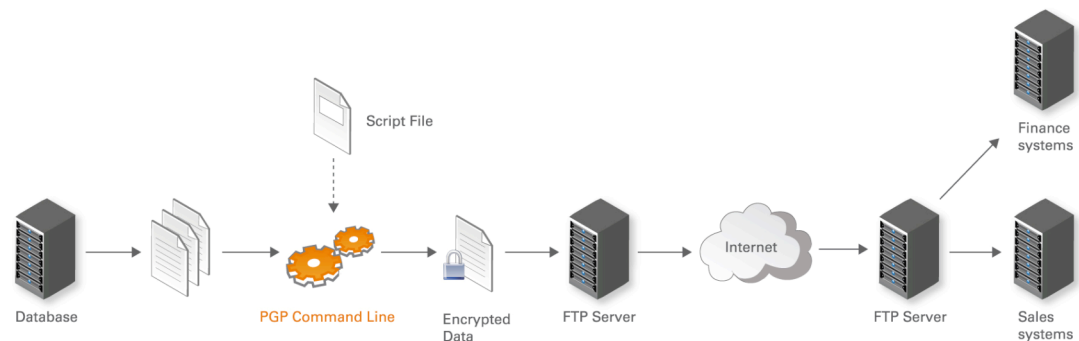 Script File
Finance
systems
Internet
Database
PGP Command Line
Encrypted
Data
FTP Server
FTP Server
Sales
systems